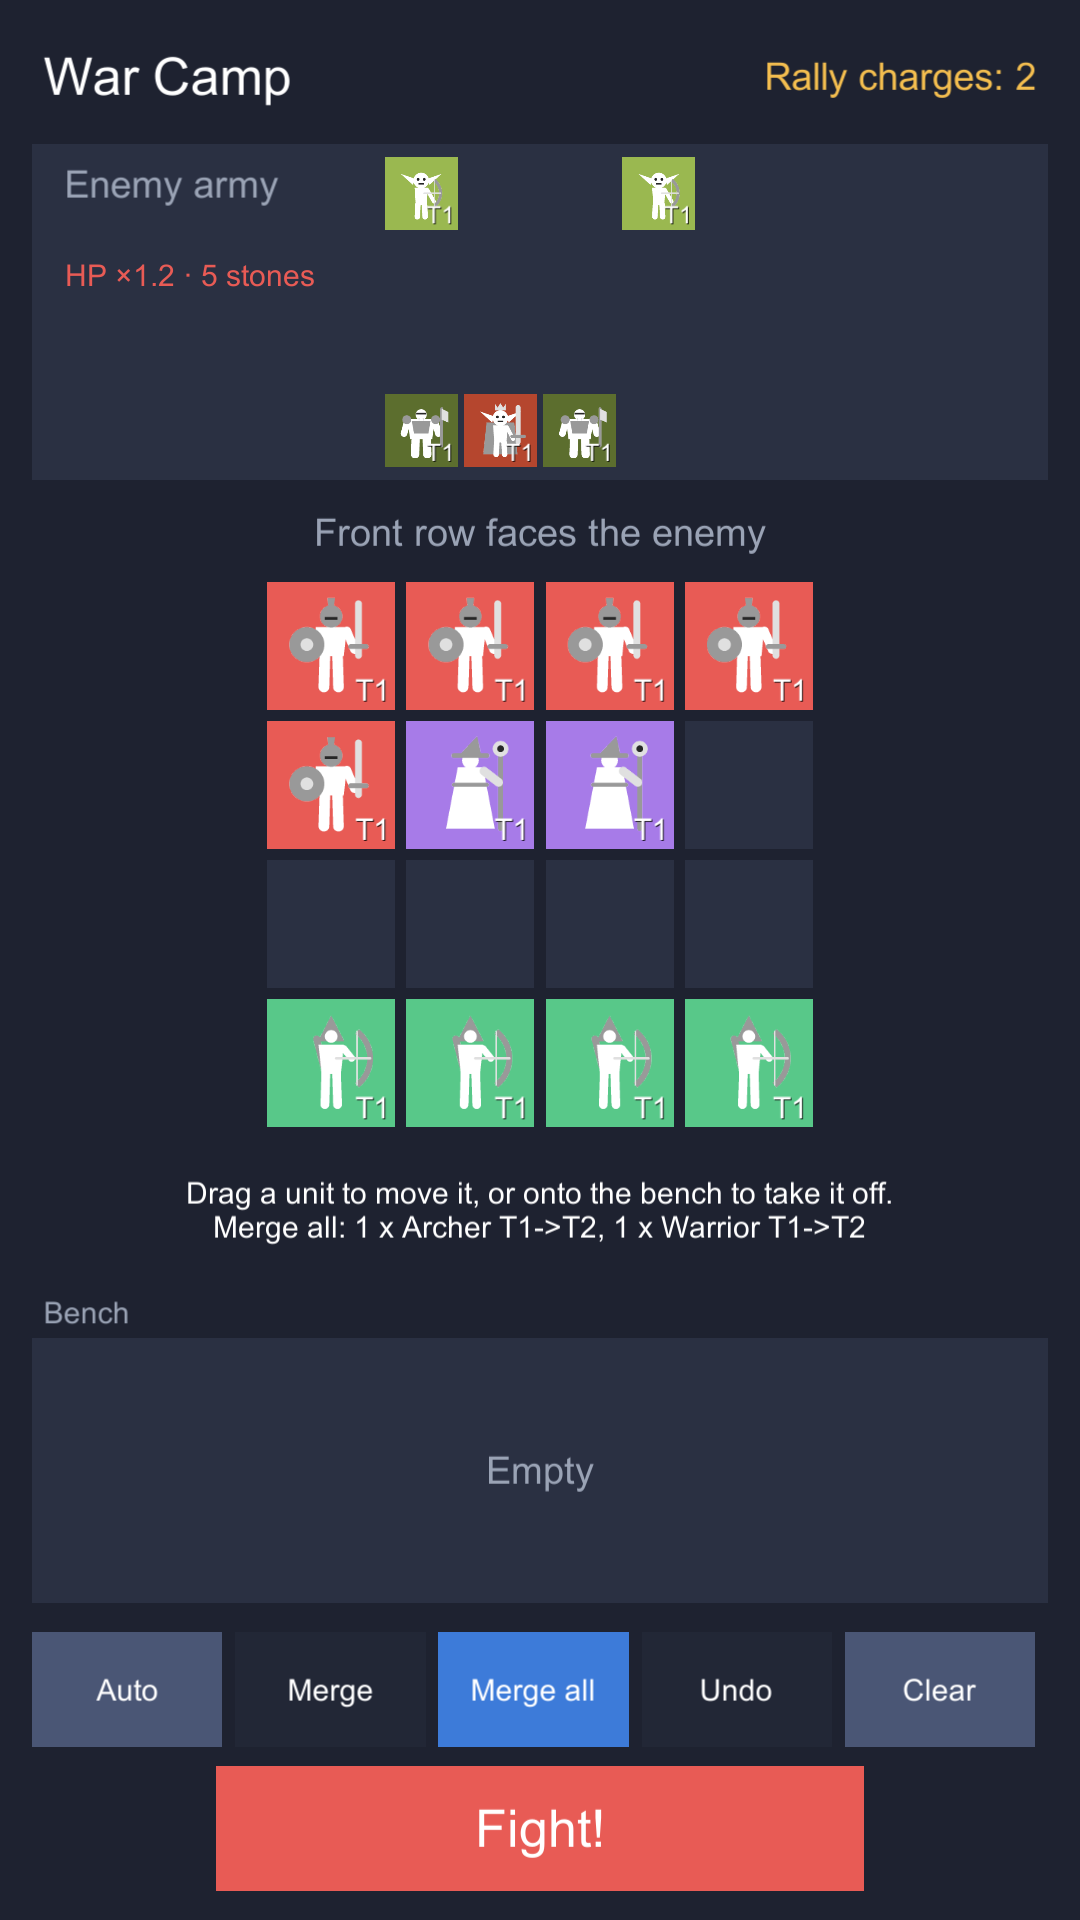 War Camp
Rally charges: 2
Enemy army
T1
T1
HP ×1.2 · 5 stones
T1
T1
T1
Front row faces the enemy
T1
T1
T1
T1
T1
T1
T1
T1
T1
T1
T1
Drag a unit to move it, or onto the bench to take it off.
Merge all: 1 x Archer T1->T2, 1 x Warrior T1->T2
Bench
Empty
Auto
Merge
Merge all
Undo
Clear
Fight!